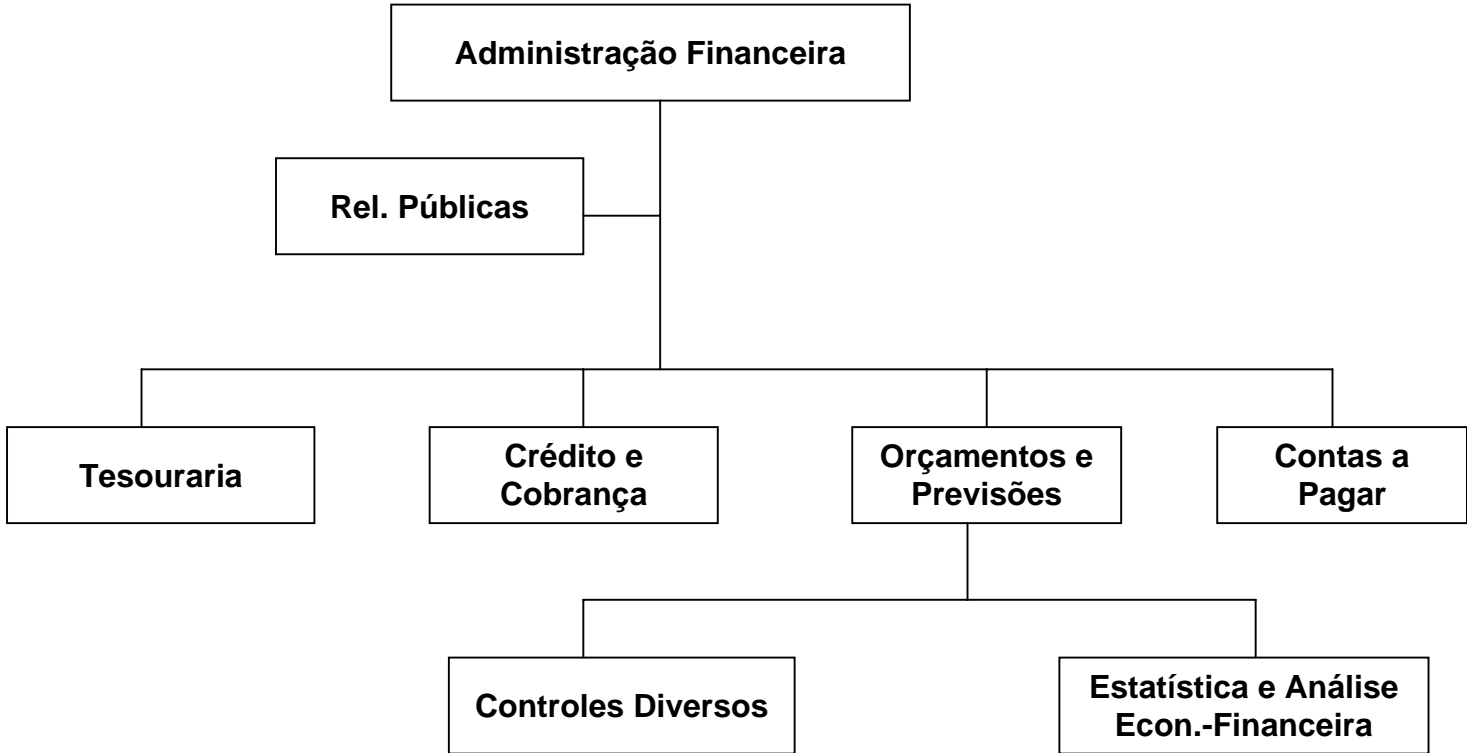 Administração Financeira
Rel. Públicas
Tesouraria
Crédito e
Cobrança
Orçamentos e
Previsões
Contas a
Pagar
Controles Diversos
Estatística e Análise
Econ.-Financeira